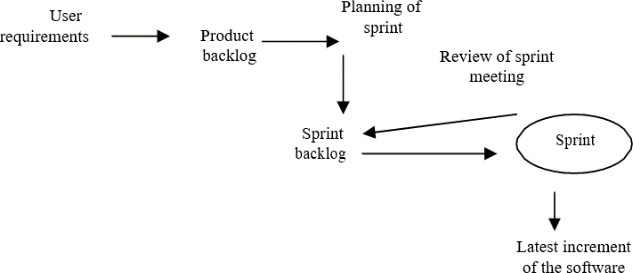 User
requirements
Product
backlog
Planning of
sprint
Review of sprint
meeting
Sprint
backlog
Sprint
Latest increment
of the software